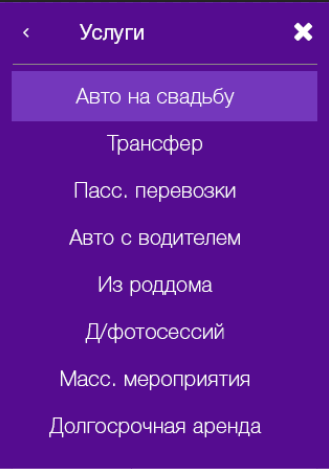 Услуги
Авто на свадьбу
Трансфер
Пасс. перевозки
Авто с водителем
Из роддома
Д/фотосессий
Масс. мероприятия
Долгосрочная аренда